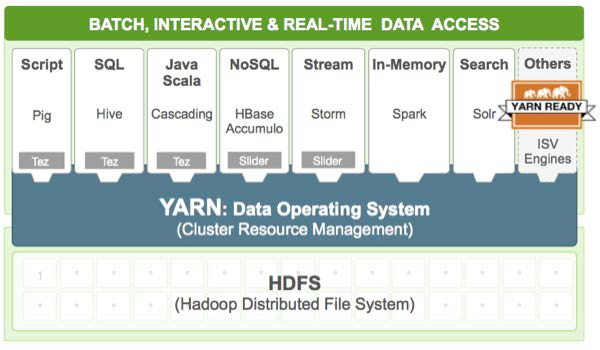 BATCH, INTERACTIVE & REAL-TIME DATA ACCESS
Script
Pig
Tez
SQL
Hive
Tez
Java
Scala
Cascading
Tez
NoSQL
HBase
Accumulo
Slider
Stream
Storm
Slider
In-Memory
Spark
Search
Solr
Others
YARN READY
ISV
Engines
YARN: Data Operating System
(Cluster Resource Management)
1
HDFS
(Hadoop Distributed File System)